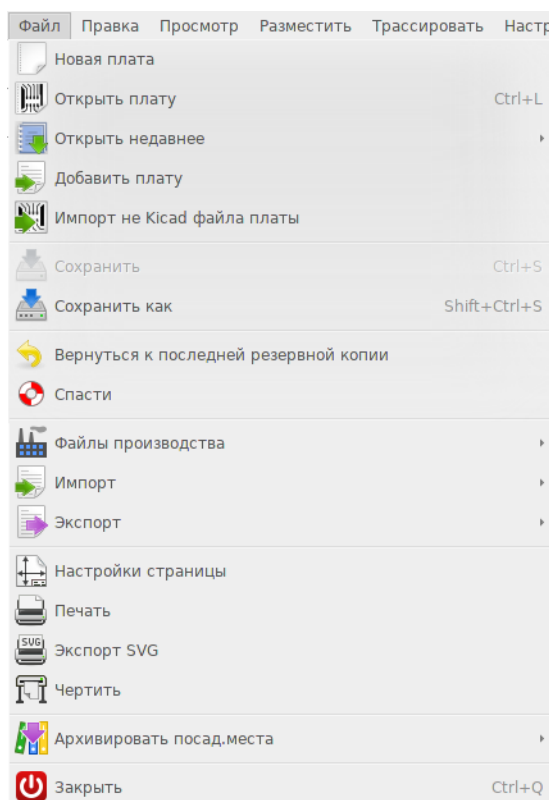 Файл Правка Просмотр Разместить Трассировать Настр
Новая плата
Открыть плату Ctrl+L
Открыть недавнее
Добавить плату
Импорт не Kicad файла платы
Сохранить Ctrl+S
Сохранить как Shift+Ctrl+S
Вернуться к последней резервной копии
Спасти
Файлы производства
Импорт
Экспорт
Настройки страницы
Печать
SVG Экспорт SVG
Чертить
Архивировать посад.места
Закрыть Ctrl+Q